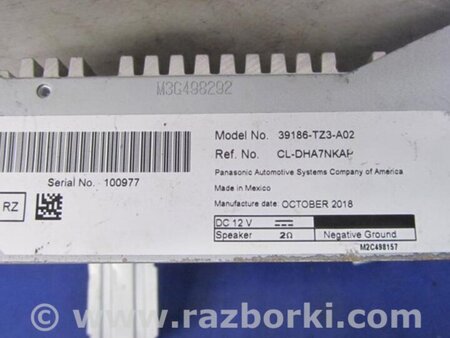 M3G498292
Model No. 39186-TZ3-A02
Ref. No. CL-DHA7NKAP
Panasonic Automotive Systems Company of America
Made in Mexico
Manufacture date: OCTOBER 2018
Serial No. - 100977
RZ
DC 12 V
Speaker 2Ω Negative Ground
M2C498157
© www.razborki.com